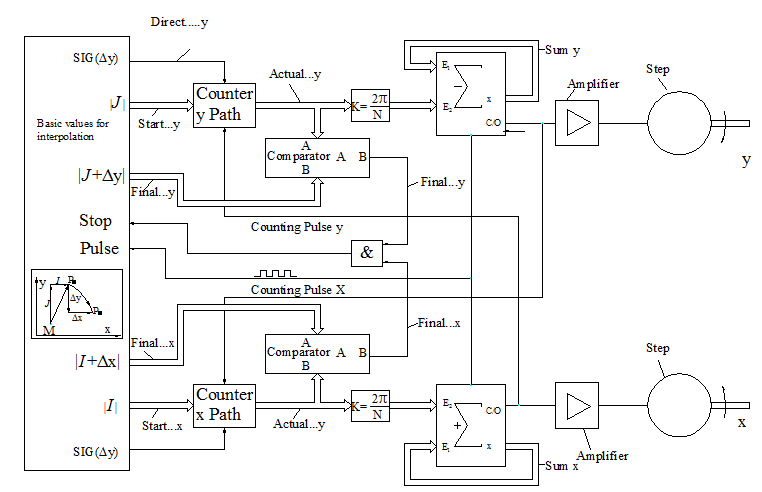 Direct.....y
SIG(Δy)
Sum y
Step
E₁
Actual...y
Amplifier
|J|
Counter
y Path
K= 2π
N
Σ
−
x
E₂
Basic values for
interpolation
Start...y
C/O
A
Comparator A B
B
y
|J+Δy|
Final...y
Final...y
Stop
Counting Pulse y
Pulse
&
Counting Pulse X
y I P
J Δy
Δx P
M x
Final...x
Final...x
A
Comparator A B
B
Step
|I+Δx|
|I|
Counter
x Path
K= 2π
N
E₂
C/O
Σ
+
E₁ x
Start...x
Actual...y
x
SIG(Δy)
Amplifier
Sum x